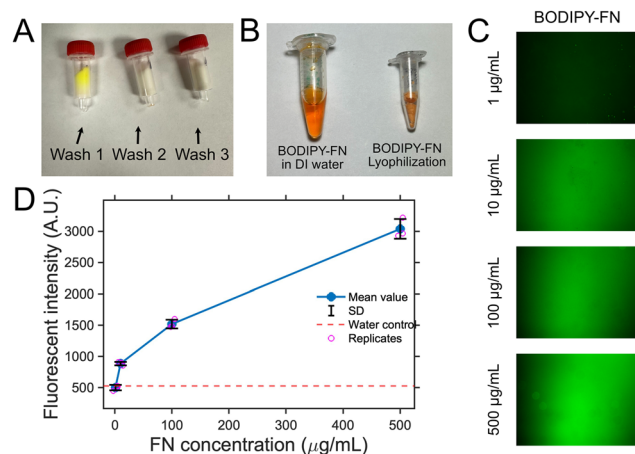 A
Wash 1
Wash 2
Wash 3
B
BODIPY-FN
in DI water
BODIPY-FN
Lyophilization
C
BODIPY-FN
1 μg/mL
10 μg/mL
100 μg/mL
500 μg/mL
D
Fluorescent intensity (A.U.)
3000
2500
2000
1500
1000
500
0
100
200
300
400
500
FN concentration (μg/mL)
Mean value
SD
Water control
Replicates